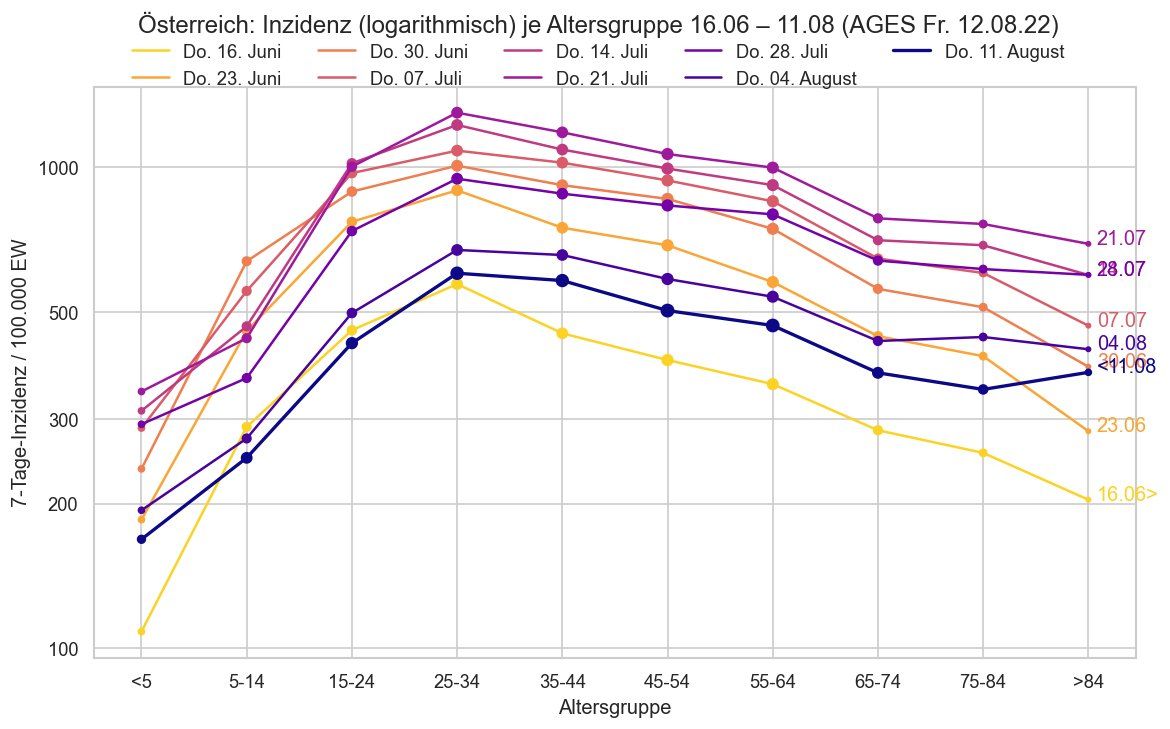 Österreich: Inzidenz (logarithmisch) je Altersgruppe 16.06 – 11.08 (AGES Fr. 12.08.22)
Do. 16. Juni Do. 30. Juni Do. 14. Juli Do. 28. Juli Do. 11. August
Do. 23. Juni Do. 07. Juli Do. 21. Juli Do. 04. August
7-Tage-Inzidenz / 100.000 EW
1000
500
300
200
100
21.07
28.07
07.07
04.08
30.06
<11.08
23.06
16.06>
<5 5-14 15-24 25-34 35-44 45-54 55-64 65-74 75-84 >84
Altersgruppe